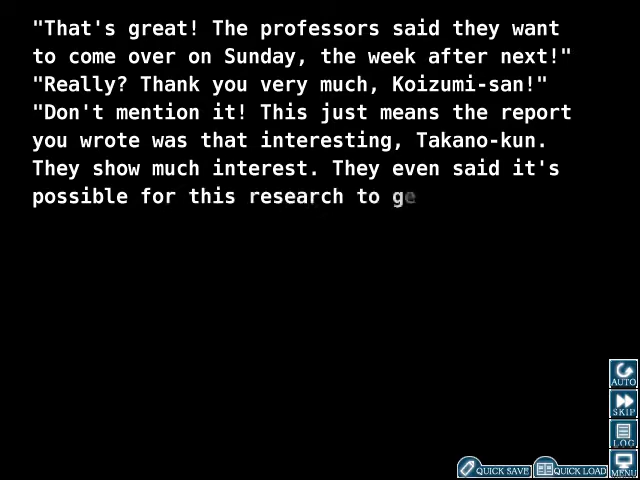 "That's great! The professors said they want
to come over on Sunday, the week after next!"
"Really? Thank you very much, Koizumi-san!"
"Don't mention it! This just means the report
you wrote was that interesting, Takano-kun.
They show much interest. They even said it's
possible for this research to ge
AUTO
SKIP
LOG
MENU
QUICK SAVE
QUICK LOAD